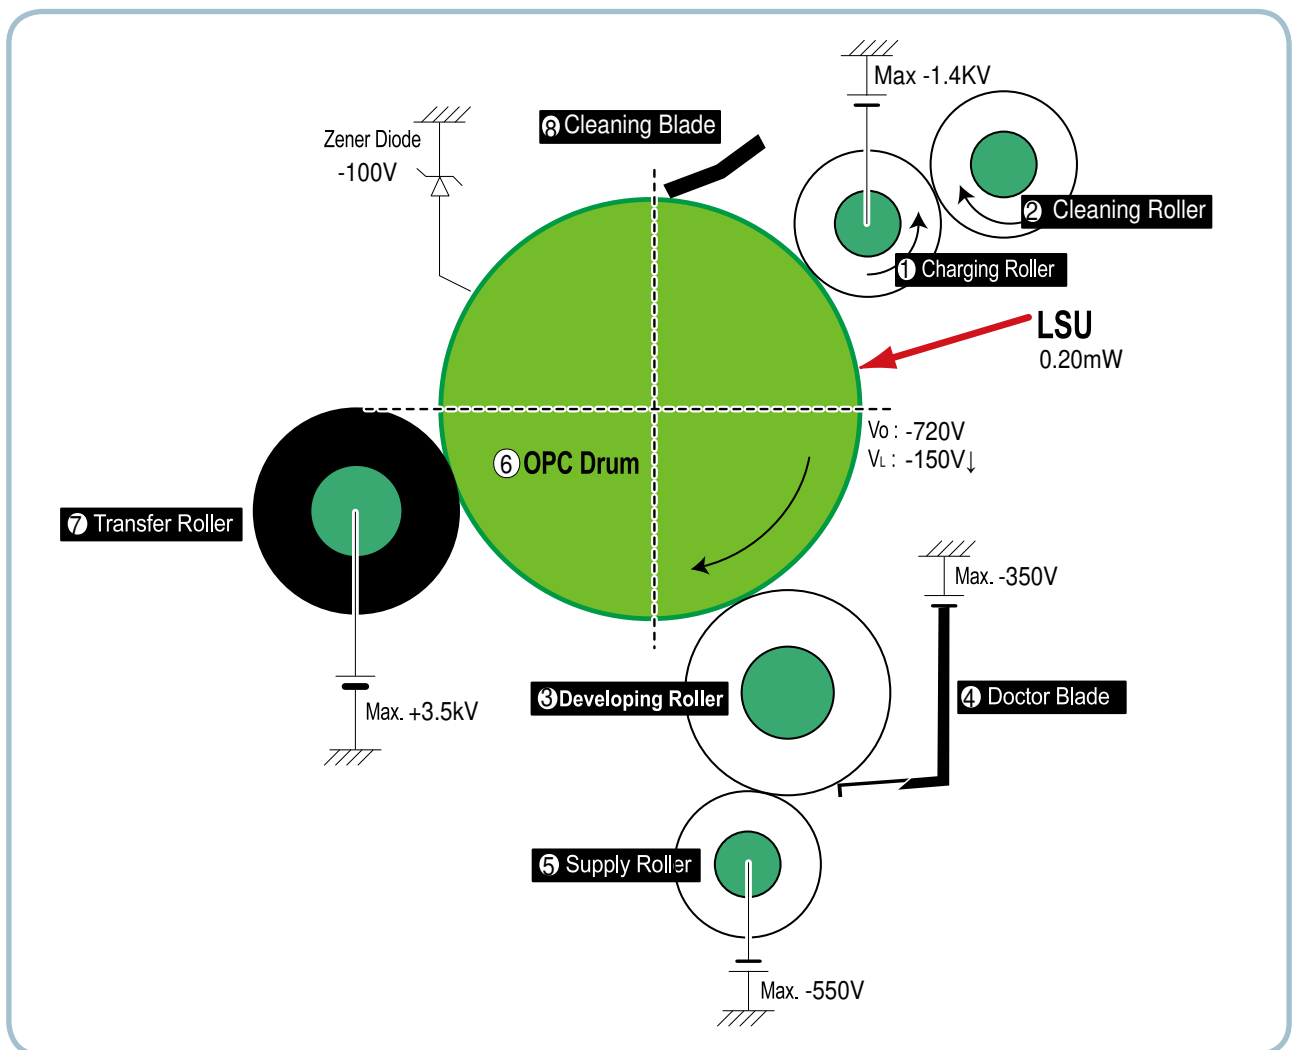 Max -1.4KV
⑧ Cleaning Blade
Zener Diode
-100V
② Cleaning Roller
① Charging Roller
LSU
0.20mW
Vo : -720V
VL : -150V↓
⑥ OPC Drum
⑦ Transfer Roller
Max. -350V
③ Developing Roller
④ Doctor Blade
Max. +3.5kV
⑤ Supply Roller
Max. -550V